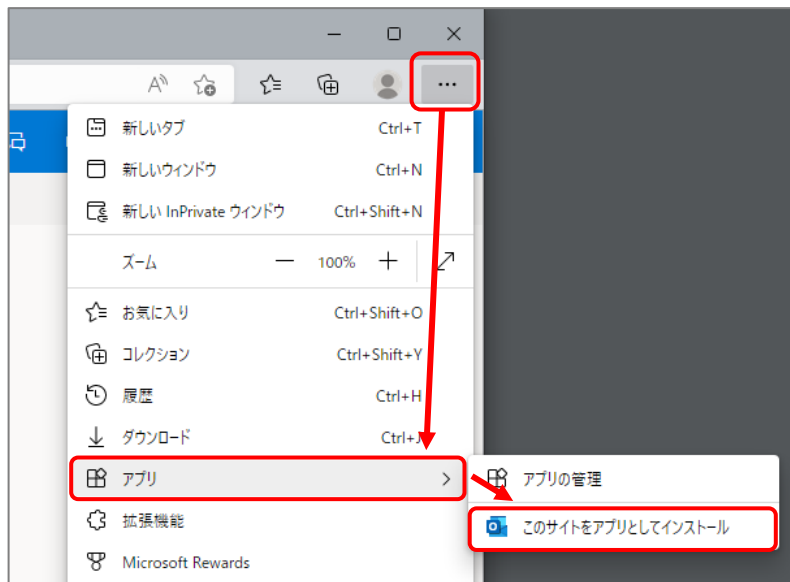 新しいタブ Ctrl+T
新しいウィンドウ Ctrl+N
新しい InPrivate ウィンドウ Ctrl+Shift+N
ズーム 100%
お気に入り Ctrl+Shift+O
コレクション Ctrl+Shift+Y
履歴 Ctrl+H
ダウンロード Ctrl+J
アプリ
アプリの管理
拡張機能
このサイトをアプリとしてインストール
Microsoft Rewards